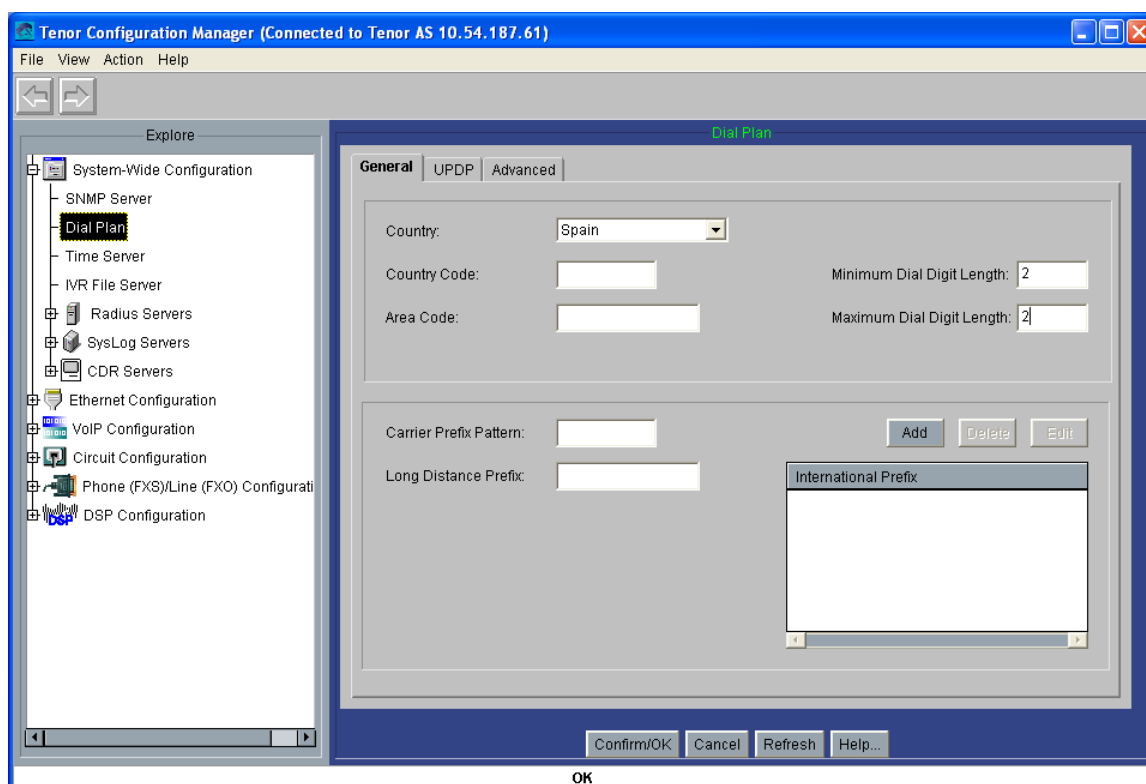 Tenor Configuration Manager (Connected to Tenor AS 10.54.187.61)
File View Action Help
Explore
System-Wide Configuration
SNMP Server
Dial Plan
Time Server
IVR File Server
Radius Servers
SysLog Servers
CDR Servers
Ethernet Configuration
VoIP Configuration
Circuit Configuration
Phone (FXS)/Line (FXO) Configurati
DSP DSP Configuration
Dial Plan
General UPDP Advanced
Country: Spain
Country Code: Minimum Dial Digit Length: 2
Area Code: Maximum Dial Digit Length: 2
Carrier Prefix Pattern: Add Delete Edit
Long Distance Prefix: International Prefix
Confirm/OK Cancel Refresh Help...
OK